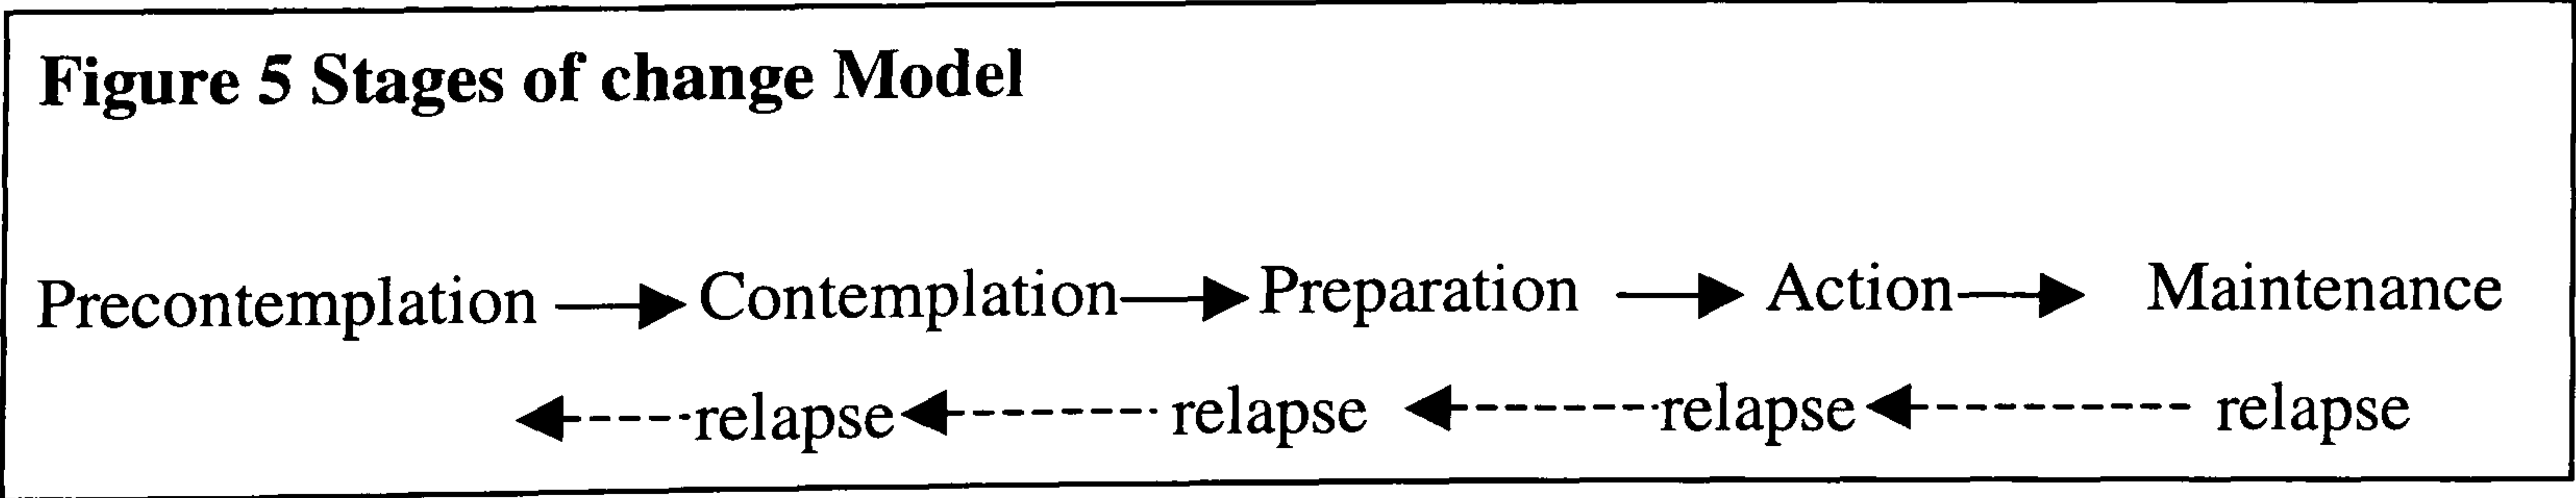 Figure 5 Stages of change Model
Precontemplation Contemplation Preparation Action Maintenance
relapse relapse relapse relapse